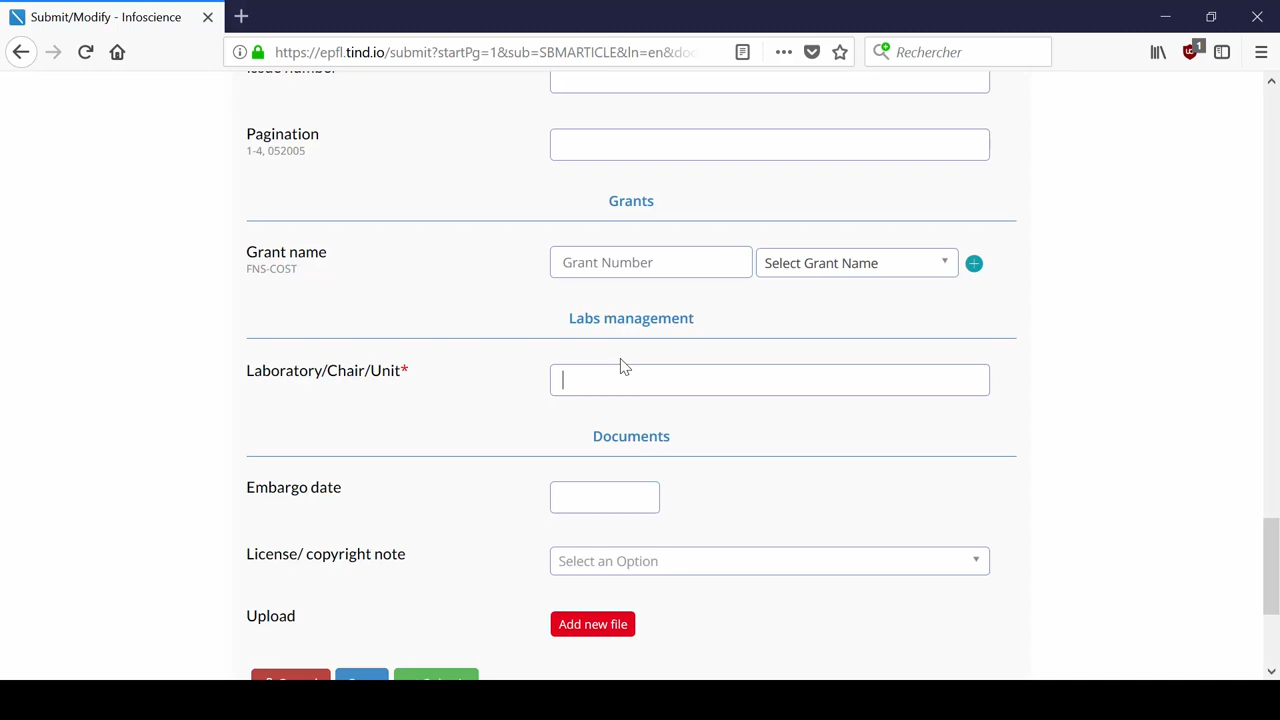 Submit/Modify - Infoscience
https://epfl.tind.io/submit?startPg=1&sub=SBMARTICLE&ln=en&do
Rechercher
1
Issue number
Pagination
1-4, 052005
Grants
Grant name
FNS-COST
Grant Number
Select Grant Name
Labs management
Laboratory/Chair/Unit*
Documents
Embargo date
License/ copyright note
Select an Option
Upload
Add new file